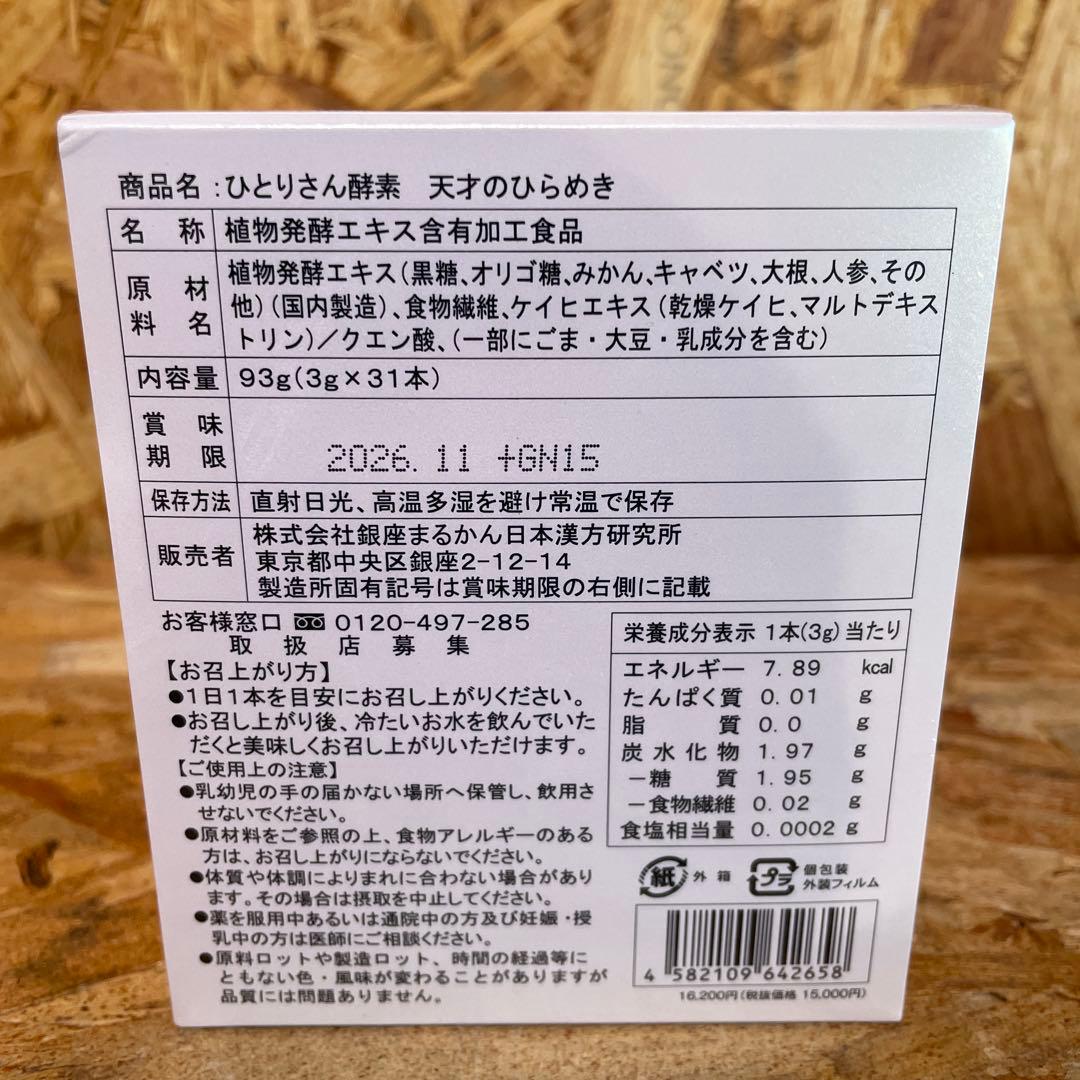 商品名:ひとりさん酵素 天才のひらめき
名称 植物発酵エキス含有加工食品
原材料名 植物発酵エキス(黒糖、オリゴ糖、みかん、キャベツ、大根、人参、その
他)(国内製造)、食物繊維、ケイヒエキス(乾燥ケイヒ、マルトデキス
トリン)/クエン酸、(一部にごま・大豆・乳成分を含む)
内容量 93g(3g×31本)
賞味期限 2026.11 +GN15
保存方法 直射日光、高温多湿を避け常温で保存
販売者 株式会社銀座まるかん日本漢方研究所
東京都中央区銀座2-12-14
製造所固有記号は賞味期限の右側に記載
お客様窓口 0120-497-285
取扱店募集
【お召上がり方】
●1日1本を目安にお召し上がりください。
●お召し上がり後、冷たいお水を飲んでいた
だくと美味しくお召し上がりいただけます。
【ご使用上の注意】
●乳幼児の手の届かない場所へ保管し、飲用さ
せないでください。
●原材料をご参照の上、食物アレルギーのある
方は、お召し上がりにならないでください。
●体質や体調によりまれに合わない場合があり
ます。その場合は摂取を中止してください。
●薬を服用中あるいは通院中の方及び妊娠・授
乳中の方は医師にご相談ください。
●原料ロットや製造ロット、時間の経過等に
ともない色・風味が変わることがありますが
品質には問題ありません。
栄養成分表示 1本(3g)当たり
エネルギー 7.89 kcal
たんぱく質 0.01 g
脂質 0.0 g
炭水化物 1.97 g
-糖質 1.95 g
-食物繊維 0.02 g
食塩相当量 0.0002 g
紙 外箱
プラ 個包装
外装フィルム
4 582109 642658
16,200円(税抜価格 15,000円)